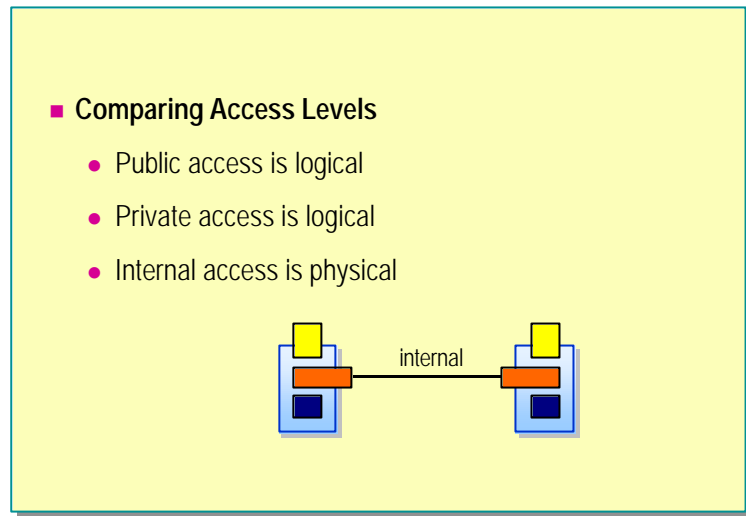 Comparing Access Levels
Public access is logical
Private access is logical
Internal access is physical
internal